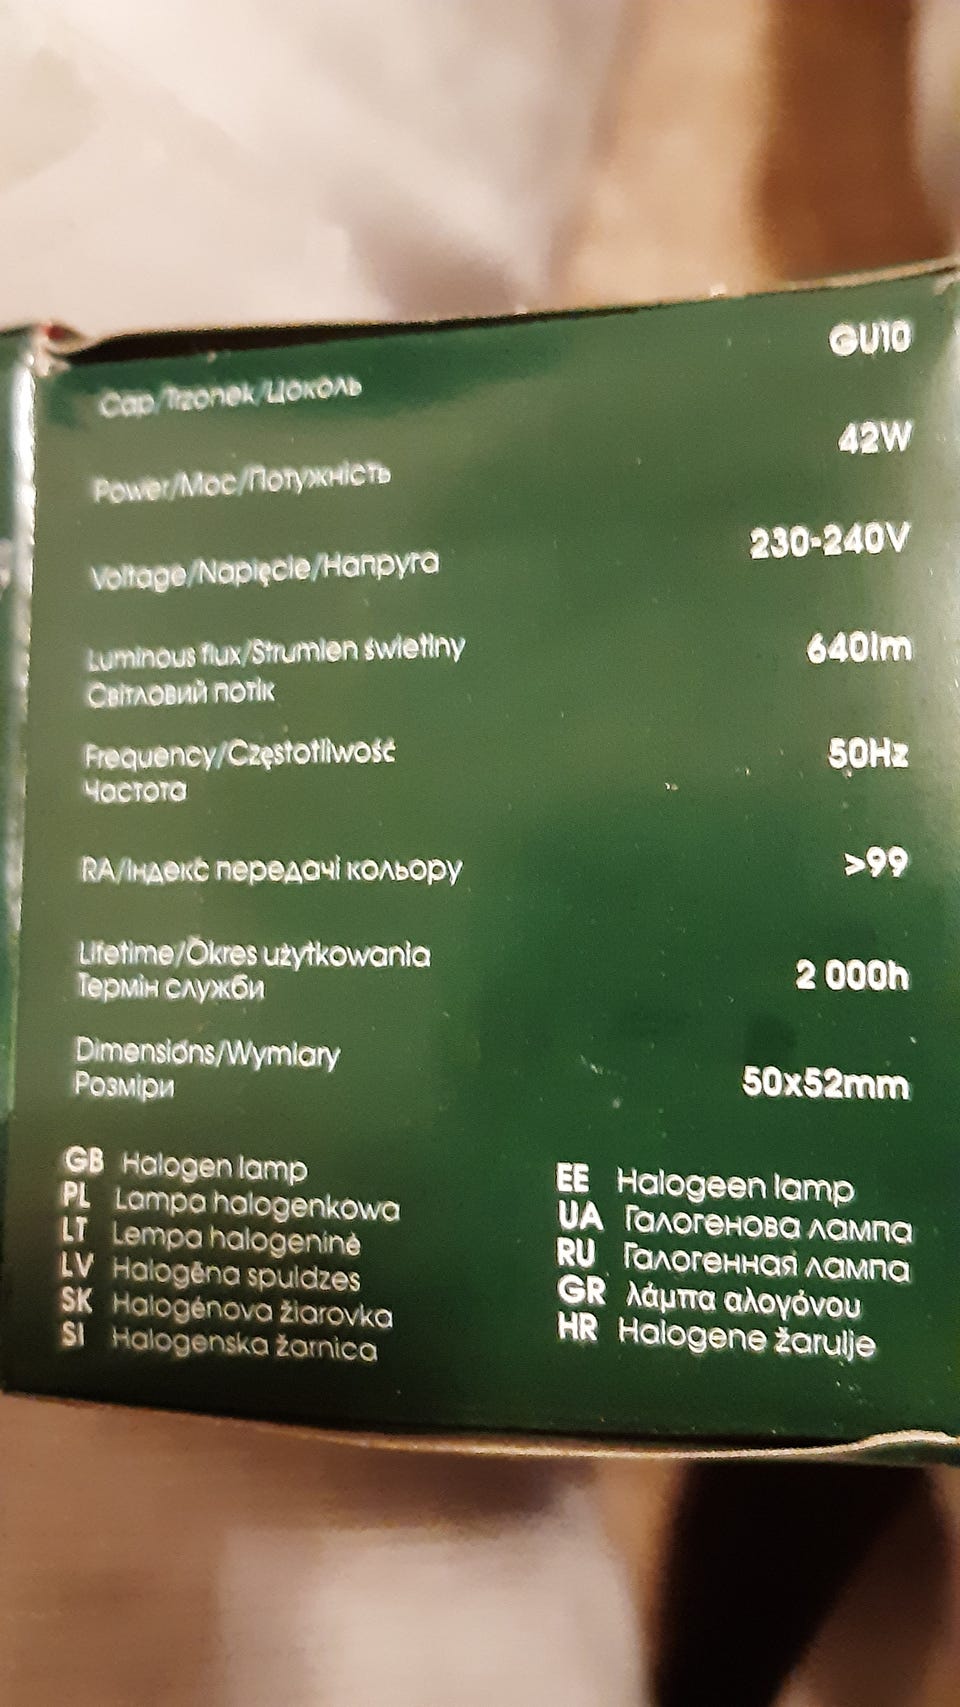 Cap/Trzonek/Цоколь GU10
Power/Moc/Потужність 42W
Voltage/Napięcie/Напруга 230-240V
Luminous flux/Strumien świetlny 640lm
Світловий потік
Frequency/Częstotliwość 50Hz
Частота
RA/Індекс передачі кольору >99
Lifetime/Okres użytkowania 2 000h
Термін служби
Dimensions/Wymiary 50x52mm
Розміри
GB Halogen lamp
PL Lampa halogenkowa
LT Lempa halogeninė
LV Halogēna spuldzes
SK Halogénova žiarovka
SI Halogenska žarnica
EE Halogeen lamp
UA Галогенова лампа
RU Галогенная лампа
GR λάμπα αλογόνου
HR Halogene žarulje